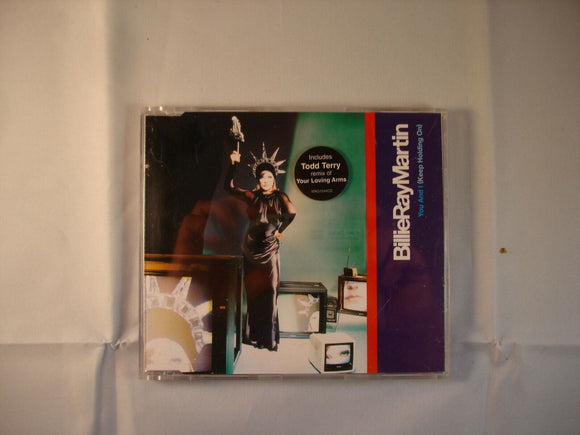 Includes
Todd Terry
remix of
Your Loving Arms
BillieRayMartin
You And I (Keep Holding On)